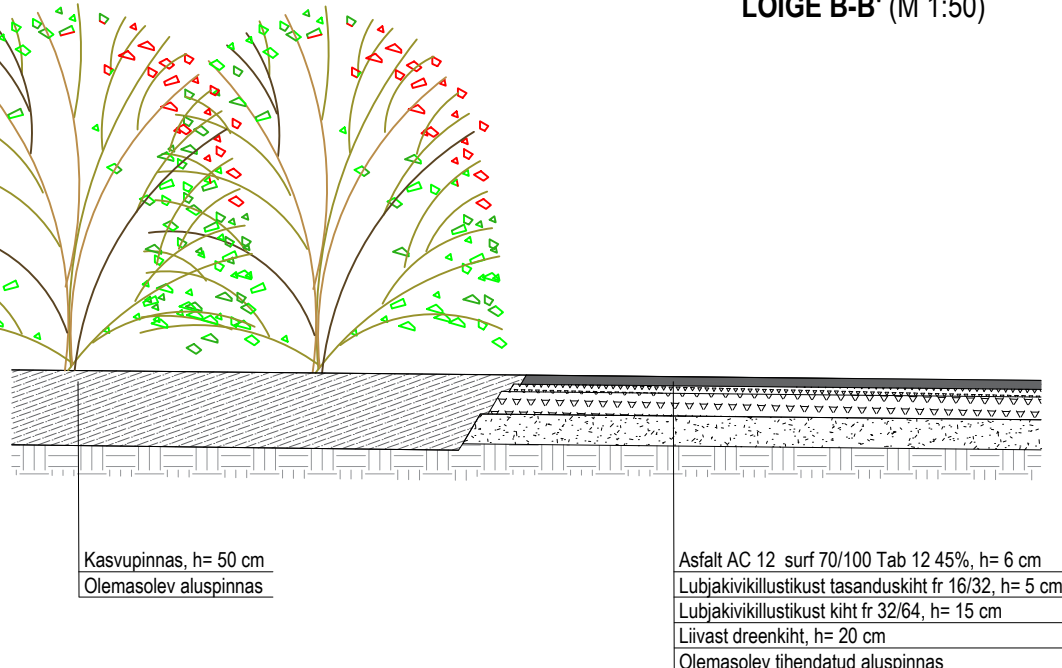 LÕIGE B-B' (M 1:50)
Kasvupinnas, h= 50 cm
Olemasolev aluspinnas
Asfalt AC 12 surf 70/100 Tab 12 45%, h= 6 cm
Lubjakivikillustikust tasanduskiht fr 16/32, h= 5 cm
Lubjakivikillustikust kiht fr 32/64, h= 15 cm
Liivast dreenkiht, h= 20 cm
Olemasolev tihendatud aluspinnas